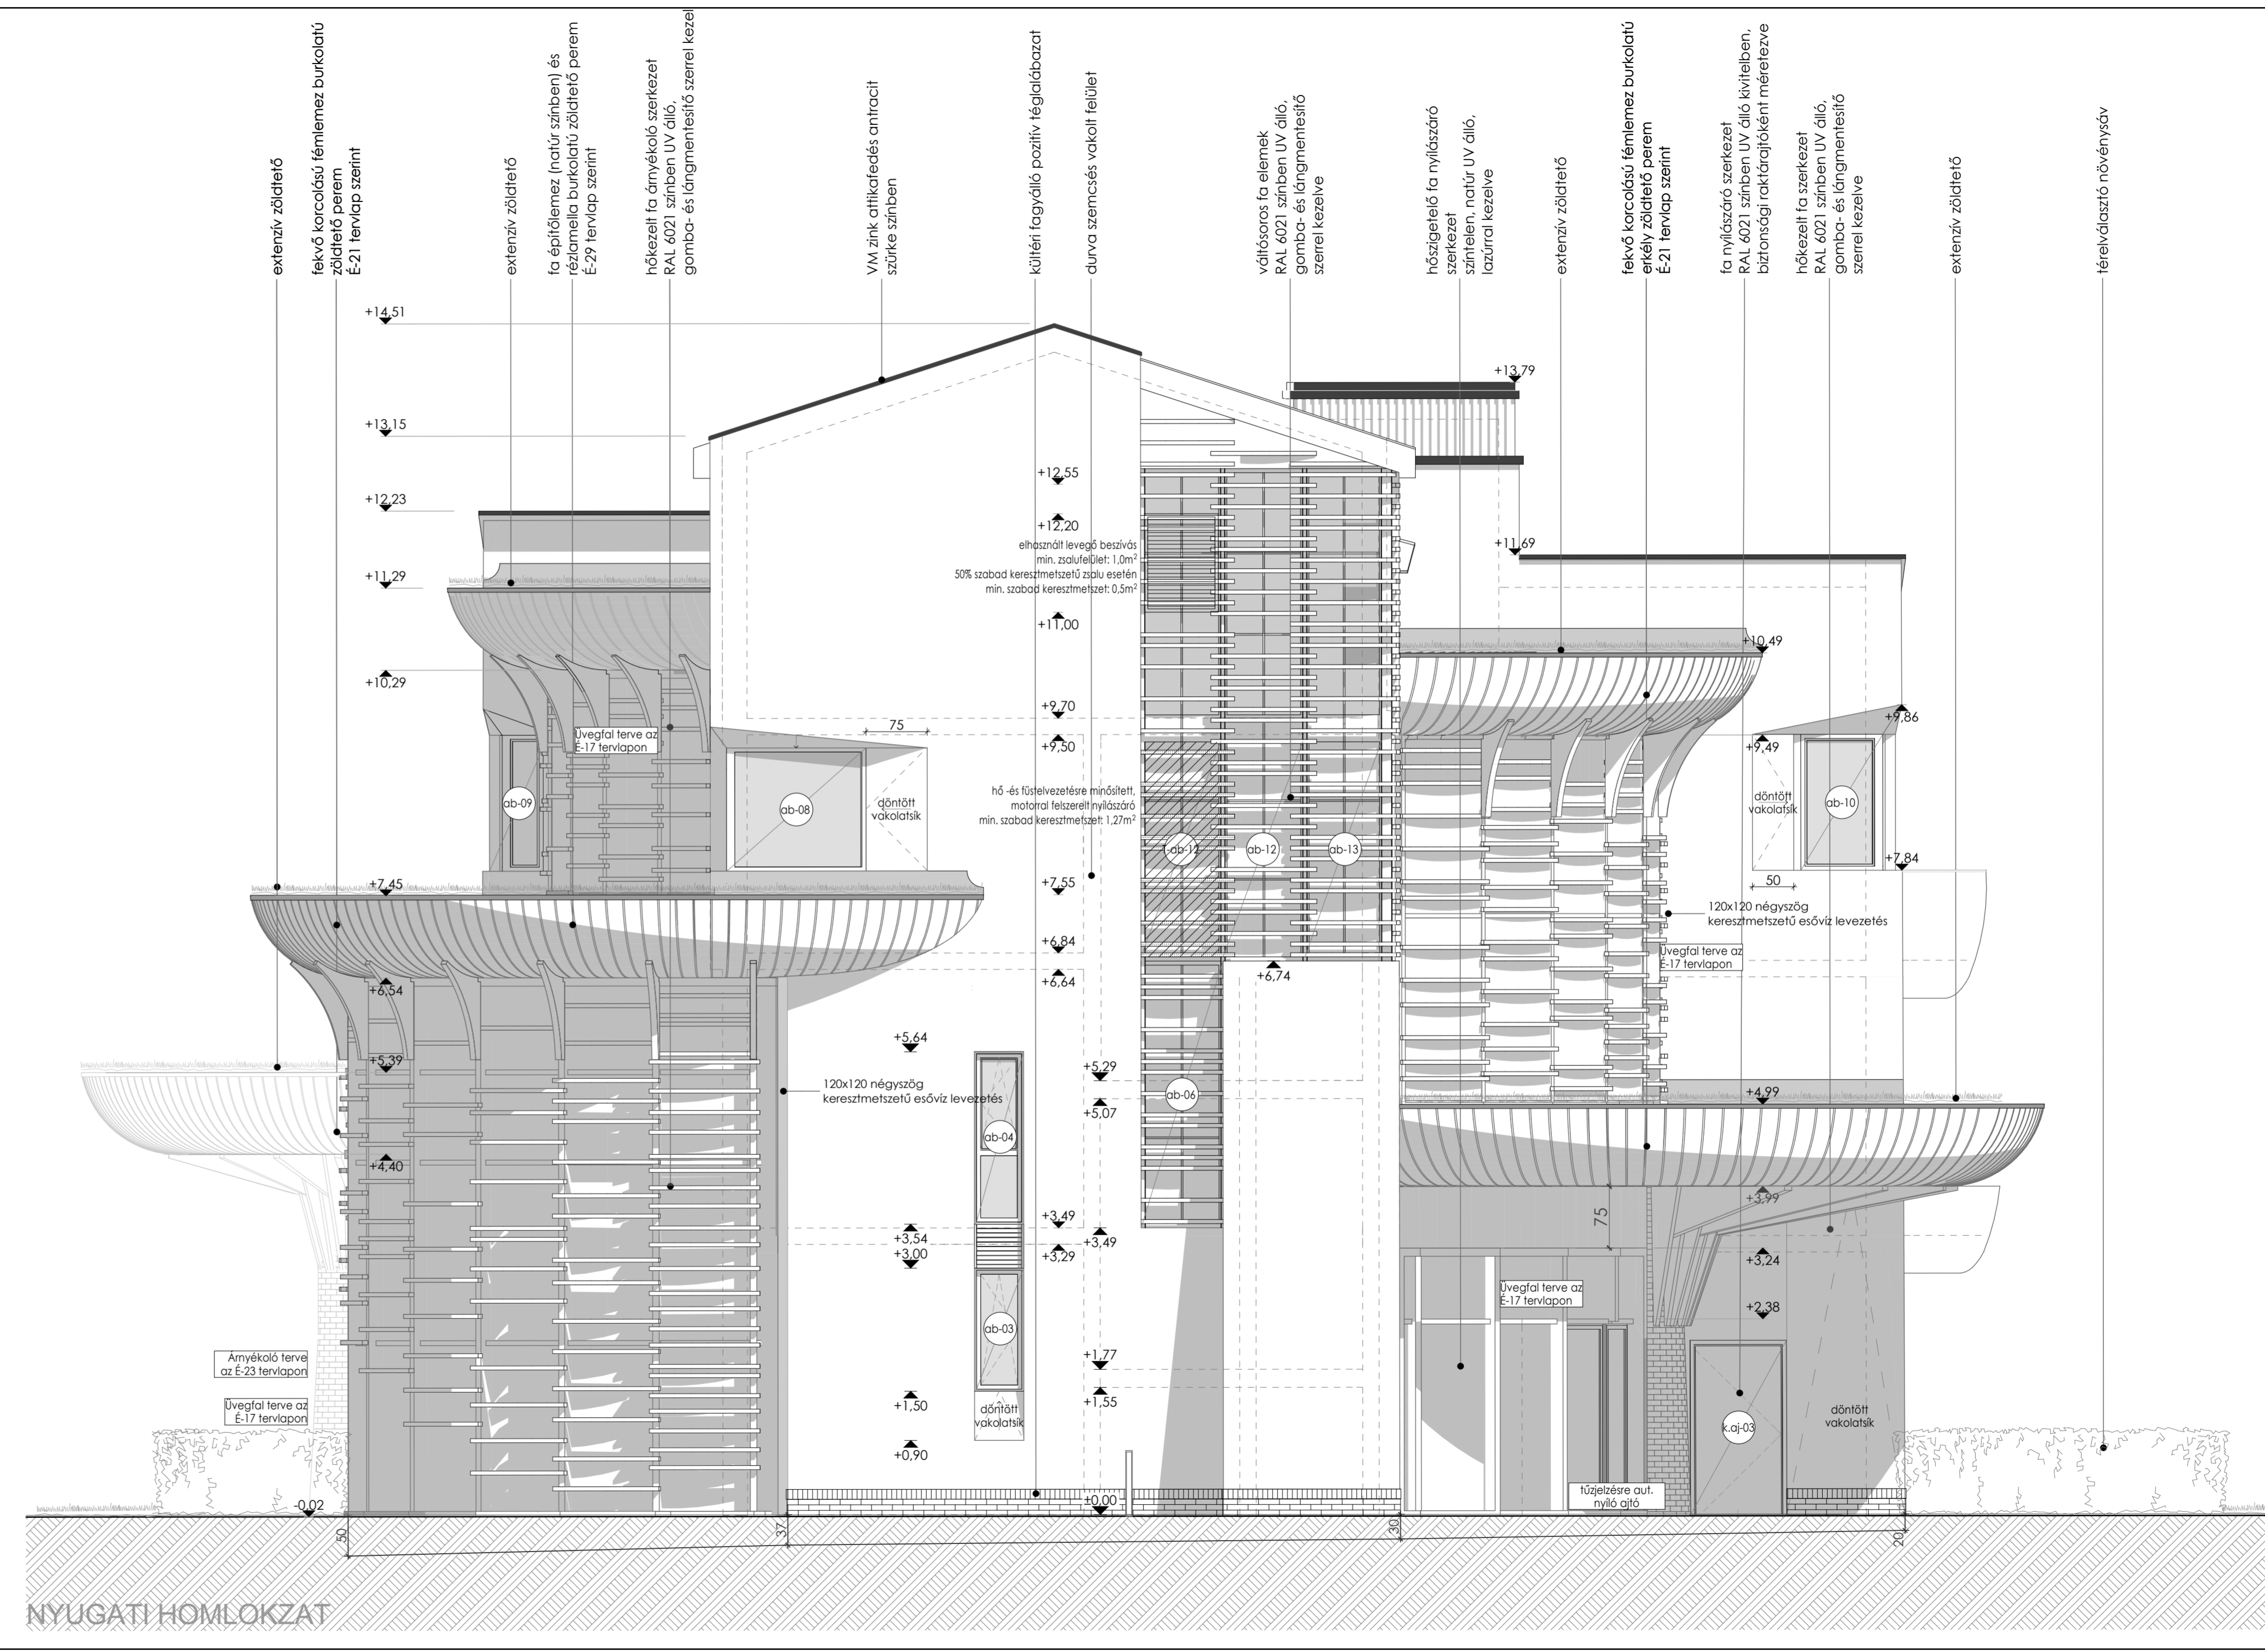 extenzív zöldtető
fekvő korcolású fémlemez burkolatú
zöldtető perem
É-21 tervlap szerint
extenzív zöldtető
fa építőlemez (natúr színben) és
rézlamella burkolatú zöldtető perem
É-29 tervlap szerint
hőkezelt fa árnyékoló szerkezet
RAL 6021 színben UV álló,
gomba- és lángmentesítő szerrel kezel
VM zink attikafedés antracit
szürke színben
kültéri fagyálló pozitív téglalábazat
durva szemcsés vakolt felület
váltósoros fa elemek
RAL 6021 színben UV álló,
gomba- és lángmentesítő
szerrel kezelve
hőszigetelő fa nyílászáró
szerkezet
színtelen, natúr UV álló,
lazúrral kezelve
extenzív zöldtető
fekvő korcolású fémlemez burkolatú
erkély zöldtető perem
É-21 tervlap szerint
fa nyílászáró szerkezet
RAL 6021 színben UV álló kivitelben,
biztonsági raktárajtóként méretezve
hőkezelt fa szerkezet
RAL 6021 színben UV álló,
gomba- és lángmentesítő
szerrel kezelve
extenzív zöldtető
térelválasztó növénysáv
+14,51
+13,79
+13,15
+12,55
+12,23
+12,20
elhasznált levegő beszívás
min. zsalufelület: 1,0m²
50% szabad keresztmetszetű zsalu esetén
min. szabad keresztmetszet: 0,5m²
+11,69
+11,29
+11,00
+10,49
+10,29
+9,70
+9,86
75
Üvegfal terve az
É-17 tervlapon
+9,50
+9,49
ab-09
ab-08
döntött
vakolatsík
hő -és füstelvezetésre minősített,
motorral felszerelt nyílászáró
min. szabad keresztmetszet: 1,27m²
ab-12
ab-13
döntött
vakolatsík
ab-10
+7,84
50
+7,45
+7,55
120x120 négyszög
keresztmetszetű esővíz levezetés
+6,84
+6,64
+6,74
Üvegfal terve az
É-17 tervlapon
+6,54
+5,64
+5,39
+5,29
+5,07
+4,99
120x120 négyszög
keresztmetszetű esővíz levezetés
ab-06
ab-04
+4,40
+3,99
75
+3,49
+3,54
+3,49
+3,00
+3,29
+3,24
Üvegfal terve az
É-17 tervlapon
+2,38
ab-03
Árnyékoló terve
az É-23 tervlapon
+1,77
+1,55
+1,50
Üvegfal terve az
É-17 tervlapon
döntött
vakolatsík
k.aj-03
döntött
vakolatsík
+0,90
tűzjelzésre aut.
nyíló ajtó
-0,02
±0,00
50
37
30
20
NYUGATI HOMLOKZAT